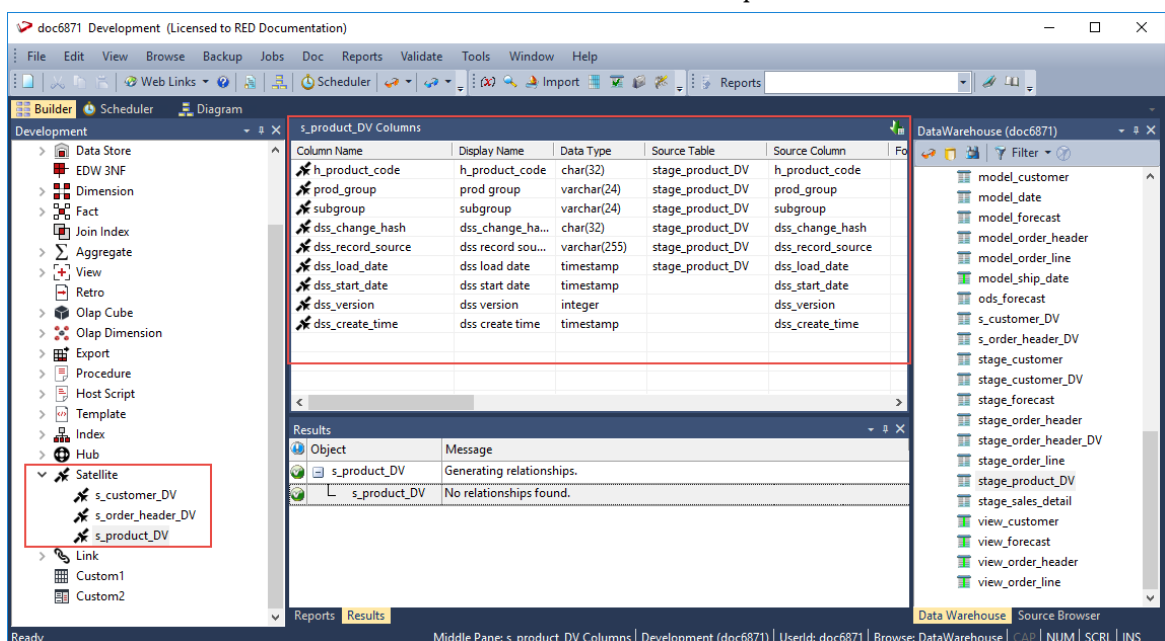 doc6871 Development (Licensed to RED Documentation)
File Edit View Browse Backup Jobs Doc Reports Validate Tools Window Help
Web Links Scheduler (x) Import Reports
Builder Scheduler Diagram
Development
Data Store
EDW 3NF
Dimension
Fact
Join Index
Aggregate
View
Retro
Olap Cube
Olap Dimension
Export
Procedure
Host Script
Template
Index
Hub
Satellite
s_customer_DV
s_order_header_DV
s_product_DV
Link
Custom1
Custom2
s_product_DV Columns
Column Name Display Name Data Type Source Table Source Column Fo
h_product_code h_product_code char(32) stage_product_DV h_product_code
prod_group prod group varchar(24) stage_product_DV prod_group
subgroup subgroup varchar(24) stage_product_DV subgroup
dss_change_hash dss_change_ha... char(32) stage_product_DV dss_change_hash
dss_record_source dss record sou... varchar(255) stage_product_DV dss_record_source
dss_load_date dss load date timestamp stage_product_DV dss_load_date
dss_start_date dss start date timestamp dss_start_date
dss_version dss version integer dss_version
dss_create_time dss create time timestamp dss_create_time
Results
Object Message
s_product_DV Generating relationships.
s_product_DV No relationships found.
Reports Results
DataWarehouse (doc6871)
Filter
model_customer
model_date
model_forecast
model_order_header
model_order_line
model_ship_date
ods_forecast
s_customer_DV
s_order_header_DV
stage_customer
stage_customer_DV
stage_forecast
stage_order_header
stage_order_header_DV
stage_order_line
stage_product_DV
stage_sales_detail
view_customer
view_forecast
view_order_header
view_order_line
Data Warehouse Source Browser
Ready Middle Pane: s_product_DV Columns Development (doc6871) UserId: doc6871 Browse: DataWarehouse CAP NUM SCRL INS